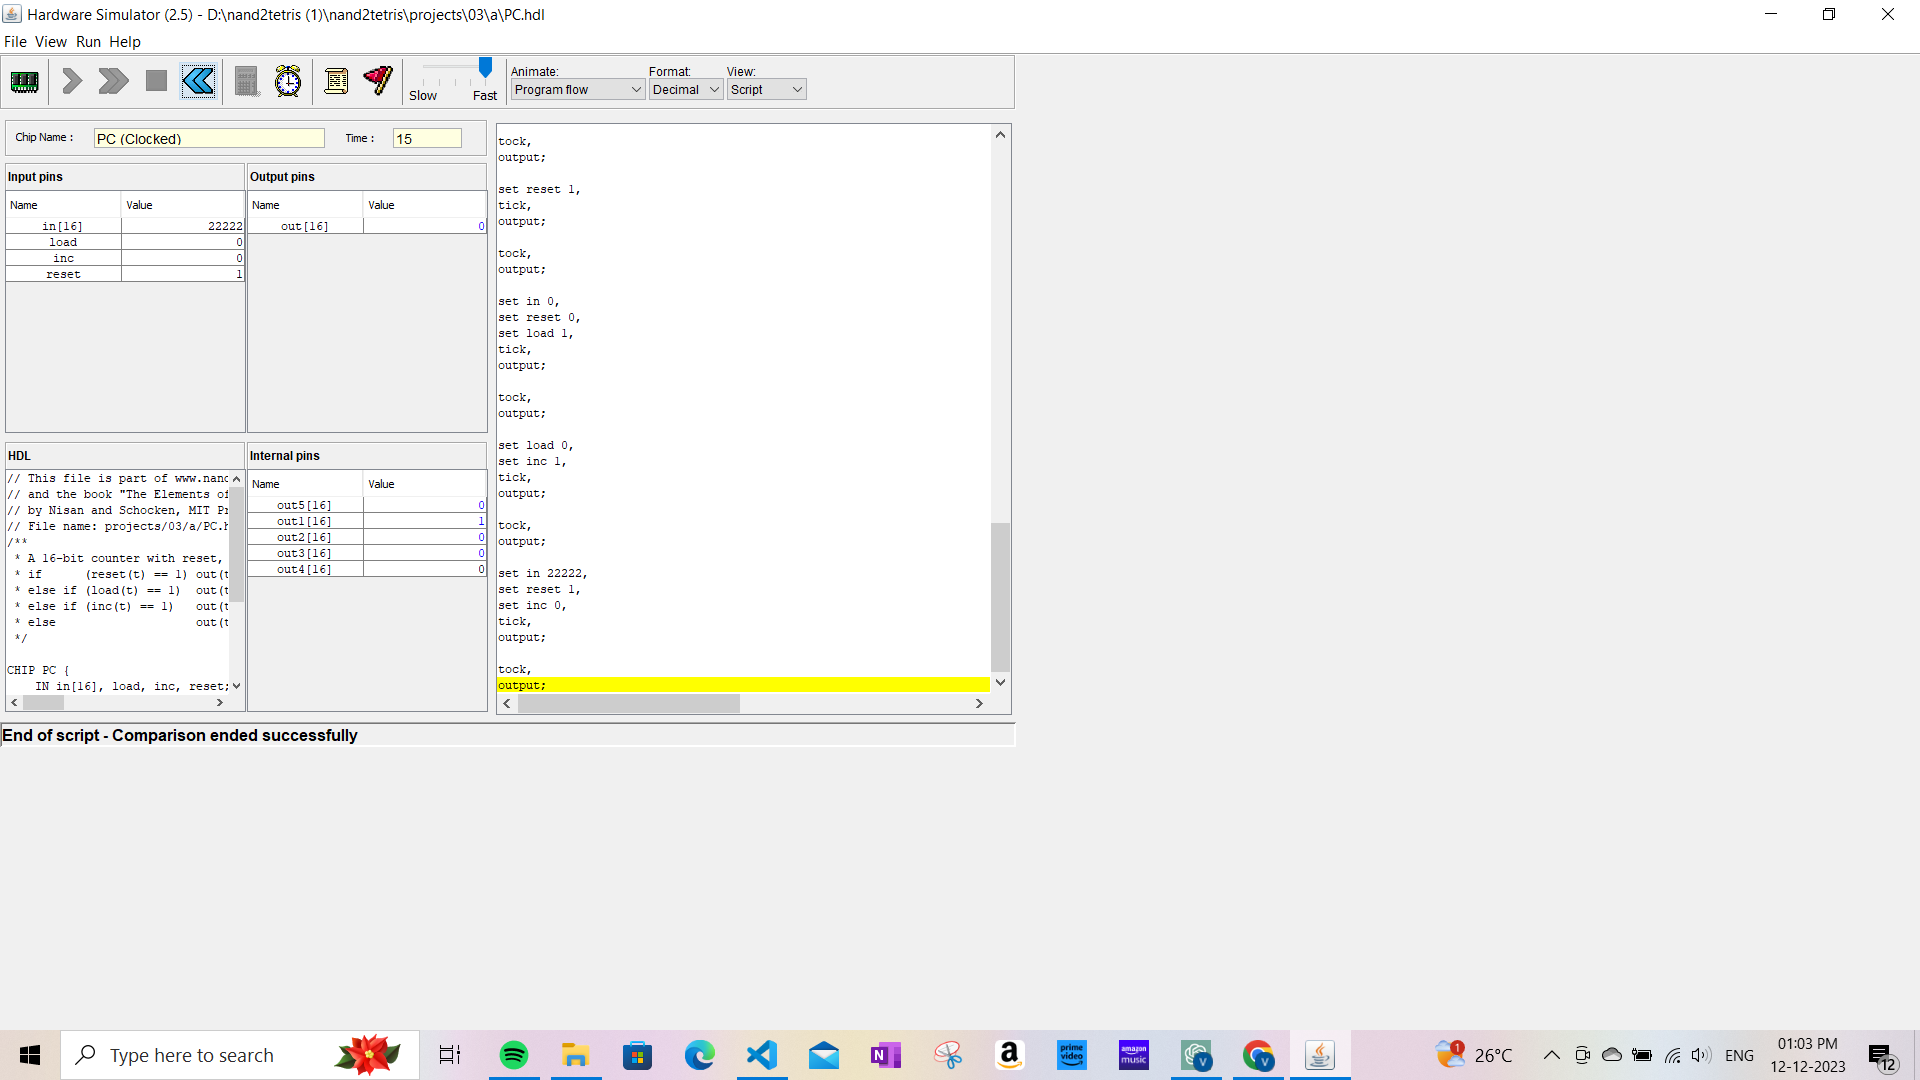 Hardware Simulator (2.5) - D:\nand2tetris (1)\nand2tetris\projects\03\a\PC.hdl
File View Run Help
Slow Fast
Animate: Format: View:
Program flow Decimal Script
Chip Name : PC (Clocked) Time : 15
Input pins
Name Value
in[16] 22222
load 0
inc 0
reset 1
Output pins
Name Value
out[16] 0
HDL
// This file is part of www.nand
// and the book "The Elements of
// by Nisan and Schocken, MIT Pr
// File name: projects/03/a/PC.h
/**
* A 16-bit counter with reset,
* if (reset(t) == 1) out(t
* else if (load(t) == 1) out(t
* else if (inc(t) == 1) out(t
* else out(t
*/
CHIP PC {
IN in[16], load, inc, reset;
Internal pins
Name Value
out5[16] 0
out1[16] 1
out2[16] 0
out3[16] 0
out4[16] 0
tock,
output;
set reset 1,
tick,
output;
tock,
output;
set in 0,
set reset 0,
set load 1,
tick,
output;
tock,
output;
set load 0,
set inc 1,
tick,
output;
tock,
output;
set in 22222,
set reset 1,
set inc 0,
tick,
output;
tock,
output;
End of script - Comparison ended successfully
Type here to search
N
a
prime video
amazon music
V
V
1
26°C
ENG
01:03 PM
12-12-2023
12